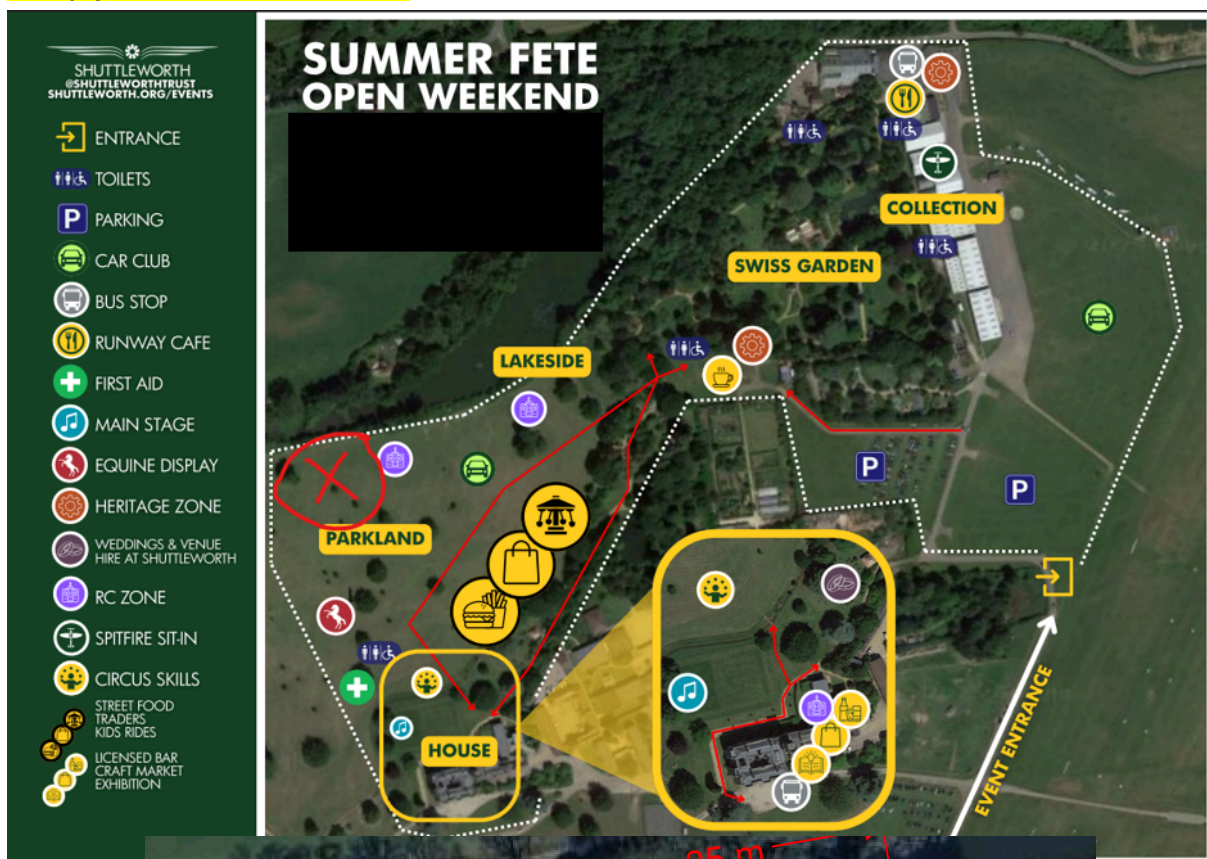 SHUTTLEWORTH
@SHUTTLEWORTHTRUST
SHUTTLEWORTH.ORG/EVENTS
ENTRANCE
TOILETS
P PARKING
CAR CLUB
BUS STOP
RUNWAY CAFE
FIRST AID
MAIN STAGE
EQUINE DISPLAY
HERITAGE ZONE
WEDDINGS & VENUE
HIRE AT SHUTTLEWORTH
RC ZONE
SPITFIRE SIT-IN
CIRCUS SKILLS
STREET FOOD
TRADERS
KIDS RIDES
LICENSED BAR
CRAFT MARKET
EXHIBITION
SUMMER FETE
OPEN WEEKEND
COLLECTION
SWISS GARDEN
LAKESIDE
P
P
PARKLAND
HOUSE
EVENT ENTRANCE